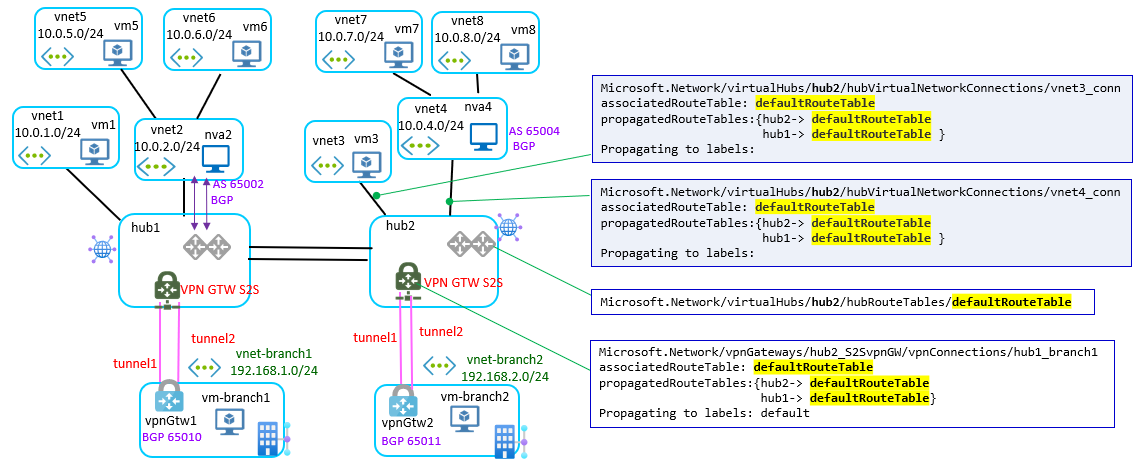 vnet5
10.0.5.0/24
vm5
vnet6
10.0.6.0/24
vm6
vnet7
10.0.7.0/24
vm7
vnet8
10.0.8.0/24
vm8
vnet1
10.0.1.0/24
vm1
vnet2
10.0.2.0/24
nva2
vnet3
vm3
vnet4
10.0.4.0/24
nva4
AS 65004
BGP
AS 65002
BGP
hub1
hub2
VPN GTW S2S
VPN GTW S2S
tunnel1
tunnel2
tunnel1
tunnel2
vnet-branch1
192.168.1.0/24
vnet-branch2
192.168.2.0/24
vpnGtw1
BGP 65010
vm-branch1
vpnGtw2
BGP 65011
vm-branch2
Microsoft.Network/virtualHubs/hub2/hubVirtualNetworkConnections/vnet3_conn
associatedRouteTable: defaultRouteTable
propagatedRouteTables:{hub2-> defaultRouteTable
hub1-> defaultRouteTable }
Propagating to labels:
Microsoft.Network/virtualHubs/hub2/hubVirtualNetworkConnections/vnet4_conn
associatedRouteTable: defaultRouteTable
propagatedRouteTables:{hub2-> defaultRouteTable
hub1-> defaultRouteTable }
Propagating to labels:
Microsoft.Network/virtualHubs/hub2/hubRouteTables/defaultRouteTable
Microsoft.Network/vpnGateways/hub2_S2SvpnGW/vpnConnections/hub1_branch1
associatedRouteTable: defaultRouteTable
propagatedRouteTables:{hub2-> defaultRouteTable
hub1-> defaultRouteTable}
Propagating to labels: default